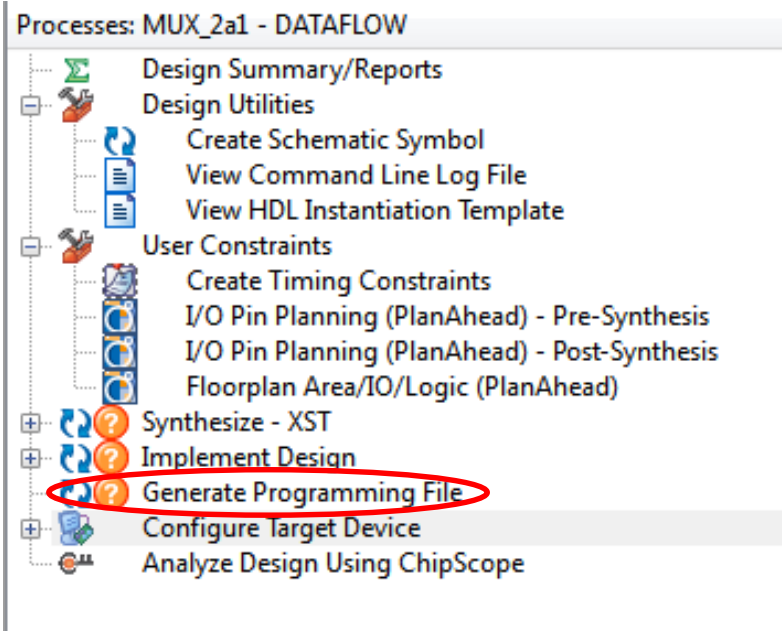 Processes: MUX_2a1 - DATAFLOW
Design Summary/Reports
Design Utilities
Create Schematic Symbol
View Command Line Log File
View HDL Instantiation Template
User Constraints
Create Timing Constraints
I/O Pin Planning (PlanAhead) - Pre-Synthesis
I/O Pin Planning (PlanAhead) - Post-Synthesis
Floorplan Area/IO/Logic (PlanAhead)
Synthesize - XST
Implement Design
Generate Programming File
Configure Target Device
Analyze Design Using ChipScope